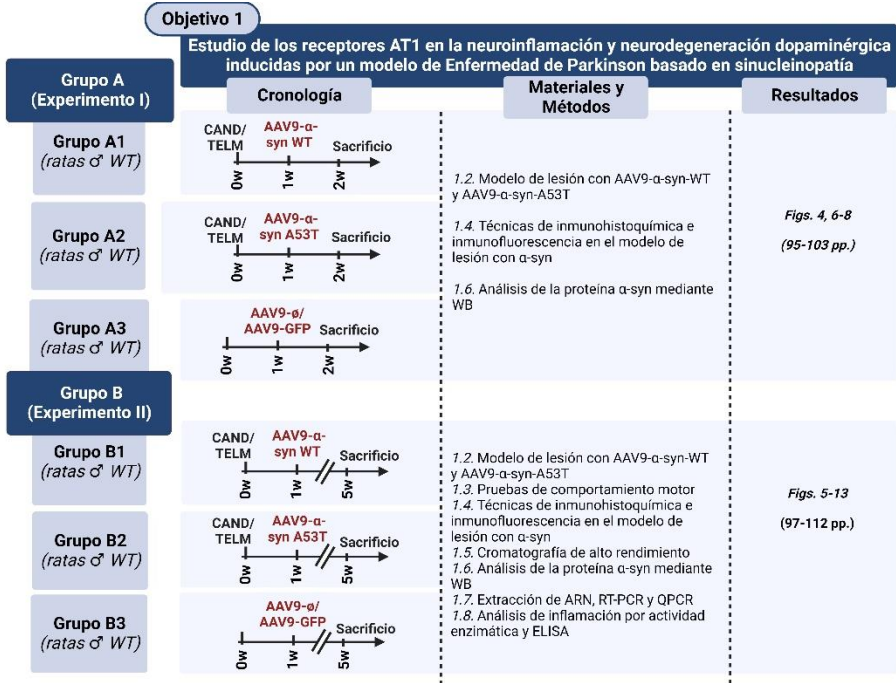 Objetivo 1
Estudio de los receptores AT1 en la neuroinflamación y neurodegeneración dopaminérgica
inducidas por un modelo de Enfermedad de Parkinson basado en sinucleinopatía
Grupo A
(Experimento I)
Cronología
Materiales y
Métodos
Resultados
Grupo A1
(ratas ♂ WT)
CAND/
TELM
AAV9-α-
syn WT
Sacrificio
0w
1w
2w
Grupo A2
(ratas ♂ WT)
CAND/
TELM
AAV9-α-
syn A53T
Sacrificio
0w
1w
2w
Grupo A3
(ratas ♂ WT)
AAV9-ø/
AAV9-GFP
Sacrificio
0w
1w
2w
1.2. Modelo de lesión con AAV9-α-syn-WT
y AAV9-α-syn-A53T
1.4. Técnicas de inmunohistoquímica e
inmunofluorescencia en el modelo de
lesión con α-syn
1.6. Análisis de la proteína α-syn mediante
WB
Figs. 4, 6-8
(95-103 pp.)
Grupo B
(Experimento II)
Grupo B1
(ratas ♂ WT)
CAND/
TELM
AAV9-α-
syn WT
Sacrificio
0w
1w
5w
Grupo B2
(ratas ♂ WT)
CAND/
TELM
AAV9-α-
syn A53T
Sacrificio
0w
1w
5w
Grupo B3
(ratas ♂ WT)
AAV9-ø/
AAV9-GFP
Sacrificio
0w
1w
5w
1.2. Modelo de lesión con AAV9-α-syn-WT
y AAV9-α-syn-A53T
1.3. Pruebas de comportamiento motor
1.4. Técnicas de inmunohistoquímica e
inmunofluorescencia en el modelo de
lesión con α-syn
1.5. Cromatografía de alto rendimiento
1.6. Análisis de la proteína α-syn mediante
WB
1.7. Extracción de ARN, RT-PCR y QPCR
1.8. Análisis de inflamación por actividad
enzimática y ELISA
Figs. 5-13
(97-112 pp.)